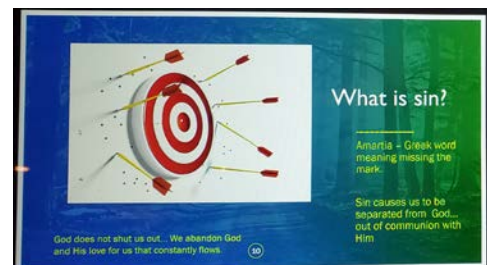 What is sin?
Amartia – Greek word
meaning missing the
mark.
Sin causes us to be
separated from God...
out of communion with
Him
God does not shut us out... We abandon God
and His love for us that constantly flows.
10